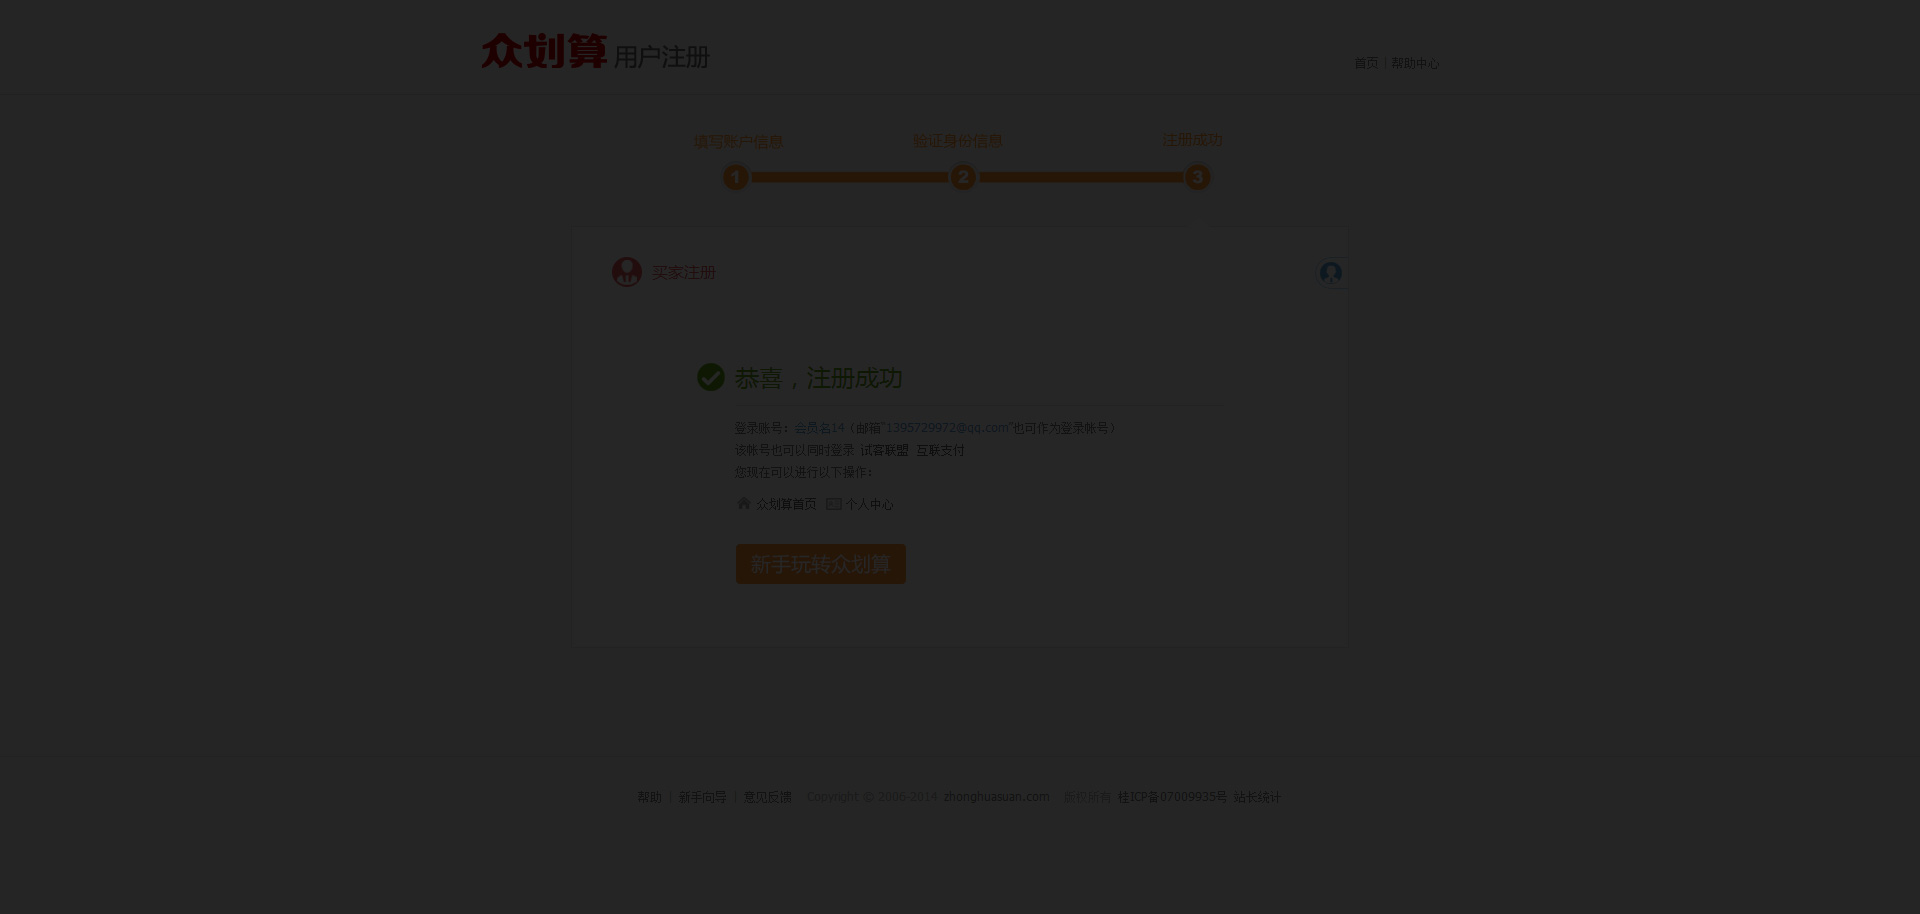 众划算 用户注册
首页 | 帮助中心
填写账户信息 验证身份信息 注册成功
1 2 3
买家注册
恭喜，注册成功
登录账号：会员名14（邮箱"1395729972@qq.com"也可作为登录帐号）
该帐号也可以同时登录 试客联盟 互联支付
您现在可以进行以下操作：
众划算首页 个人中心
新手玩转众划算
帮助 | 新手向导 | 意见反馈 Copyright © 2006-2014 zhonghuasuan.com 版权所有 桂ICP备07009935号 站长统计